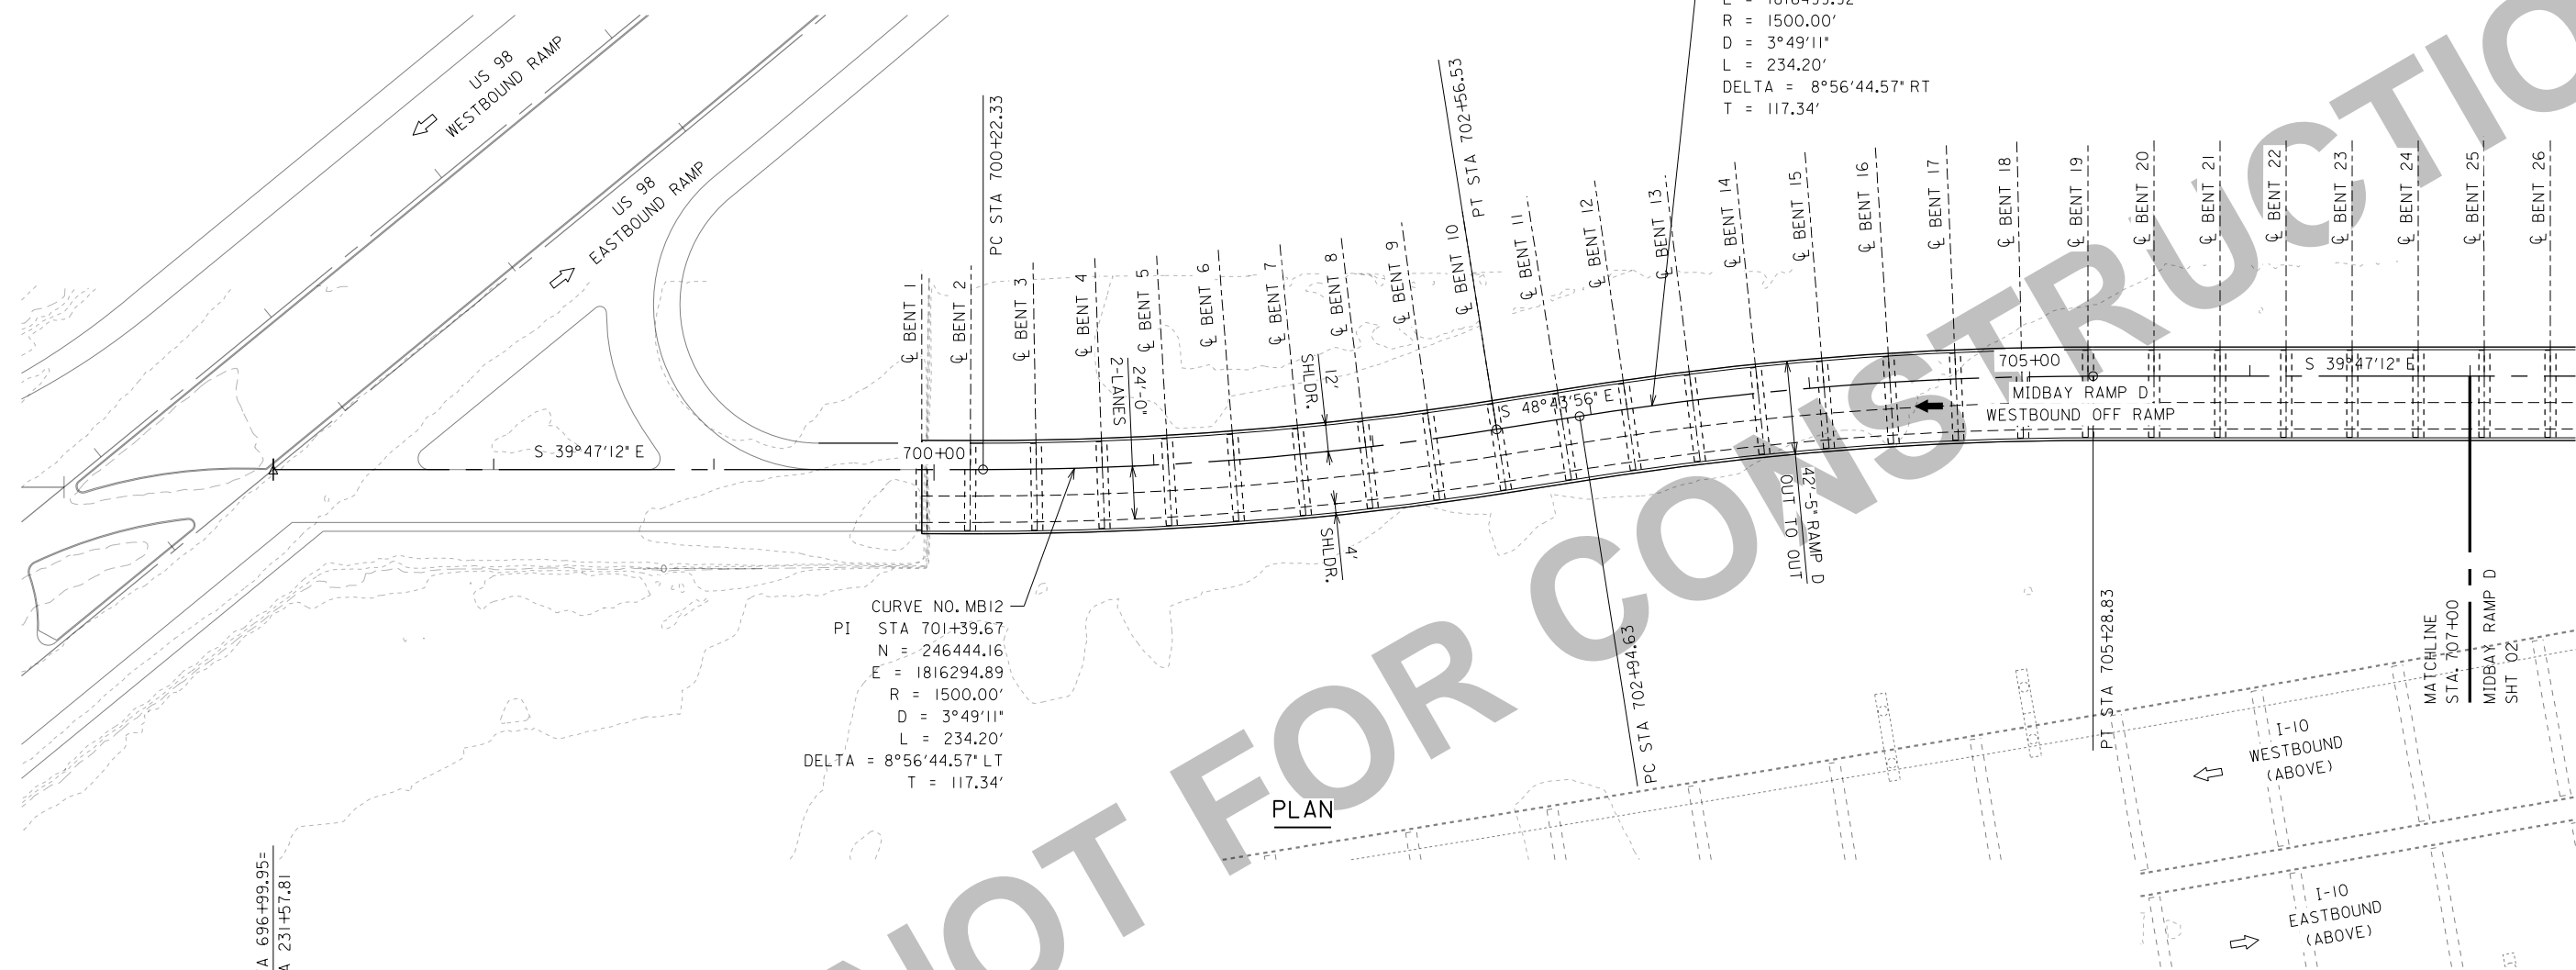 US 98
WESTBOUND RAMP
US 98
EASTBOUND RAMP
R = 1500.00'
D = 3°49'11"
L = 234.20'
DELTA = 8°56'44.57" RT
T = 117.34'
PC STA 700+22.33
PT STA 702+56.53
℄ BENT 1
℄ BENT 2
℄ BENT 3
℄ BENT 4
℄ BENT 5
℄ BENT 6
℄ BENT 7
℄ BENT 8
℄ BENT 9
℄ BENT 10
℄ BENT 11
℄ BENT 12
℄ BENT 13
℄ BENT 14
℄ BENT 15
℄ BENT 16
℄ BENT 17
℄ BENT 18
℄ BENT 19
℄ BENT 20
℄ BENT 21
℄ BENT 22
℄ BENT 23
℄ BENT 24
℄ BENT 25
℄ BENT 26
24'-0"
2-LANES
12'
SHLDR.
4'
SHLDR.
S 39°47'12" E
700+00
S 48°43'56" E
705+00
S 39°47'12" E
MIDBAY RAMP D
WESTBOUND OFF RAMP
42'-5" RAMP D
OUT TO OUT
CURVE NO. MB12
PI STA 701+39.67
N = 246444.16
E = 1816294.89
R = 1500.00'
D = 3°49'11"
L = 234.20'
DELTA = 8°56'44.57" LT
T = 117.34'
PC STA 702+94.63
PT STA 705+28.83
MATCHLINE
STA. 707+00
MIDBAY RAMP D
SHT 02
I-10
WESTBOUND
(ABOVE)
I-10
EASTBOUND
(ABOVE)
PLAN
696+99.95=
231+57.81
NOT FOR CONSTRUCTIO